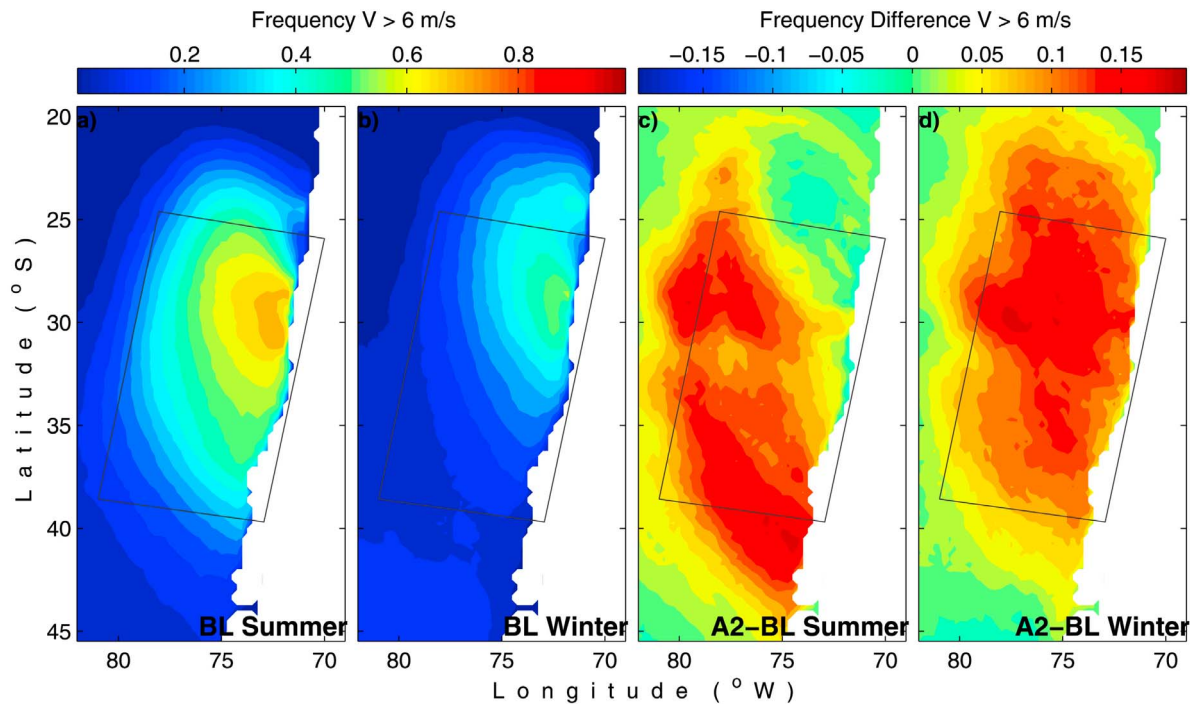 Frequency V > 6 m/s
Frequency Difference V > 6 m/s
0.2 0.4 0.6 0.8
−0.15 −0.1 −0.05 0 0.05 0.1 0.15
a) b) c) d)
20
25
30
35
40
45
Latitude (°S)
BL Summer
BL Winter
A2−BL Summer
A2−BL Winter
80 75 70 80 75 70 80 75 70 80 75 70
Longitude (°W)